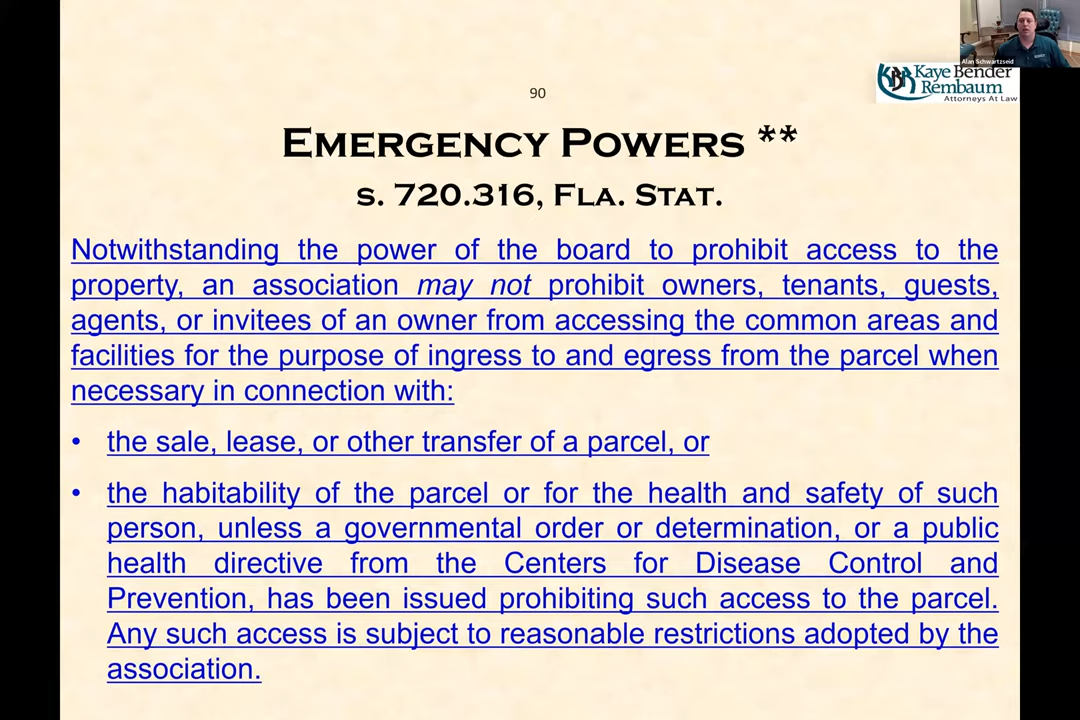 Alan Schwartzseid
KBR Kaye Bender
Rembaum
Attorneys At Law
90
EMERGENCY POWERS **
S. 720.316, FLA. STAT.
Notwithstanding the power of the board to prohibit access to the
property, an association may not prohibit owners, tenants, guests,
agents, or invitees of an owner from accessing the common areas and
facilities for the purpose of ingress to and egress from the parcel when
necessary in connection with:
• the sale, lease, or other transfer of a parcel, or
• the habitability of the parcel or for the health and safety of such
person, unless a governmental order or determination, or a public
health directive from the Centers for Disease Control and
Prevention, has been issued prohibiting such access to the parcel.
Any such access is subject to reasonable restrictions adopted by the
association.